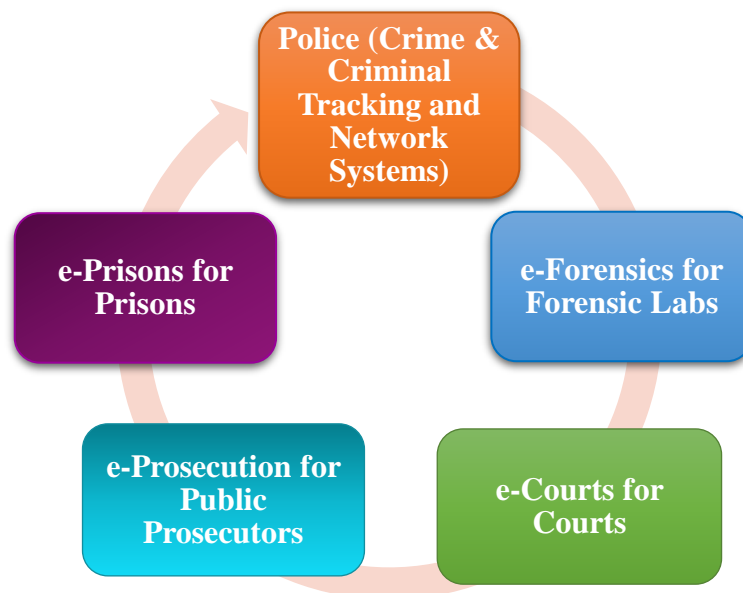 Police (Crime &
Criminal
Tracking and
Network
Systems)
e-Forensics for
Forensic Labs
e-Courts for
Courts
e-Prosecution for
Public
Prosecutors
e-Prisons for
Prisons